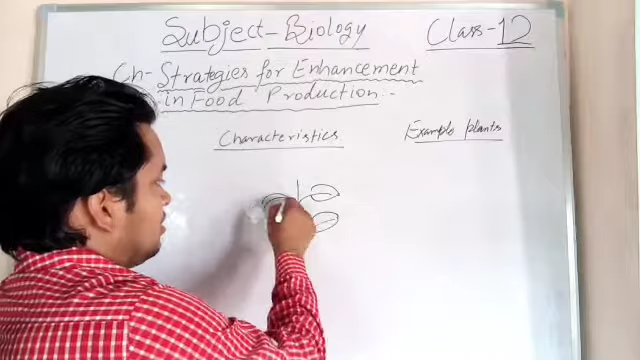 Subject-Biology
Class-12
Ch-Strategies for Enhancement
in Food Production:-
Characteristics
Example plants